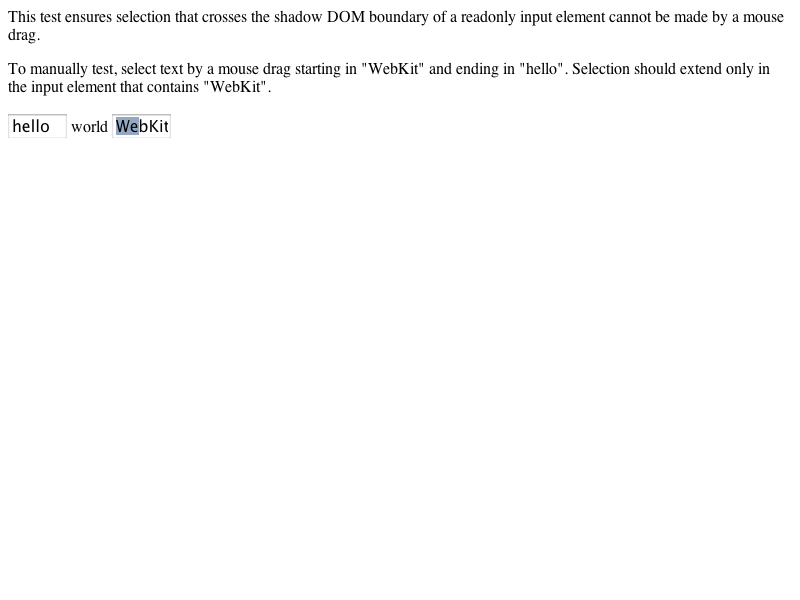 This test ensures selection that crosses the shadow DOM boundary of a readonly input element cannot be made by a mouse
drag.
To manually test, select text by a mouse drag starting in "WebKit" and ending in "hello". Selection should extend only in
the input element that contains "WebKit".
hello world WebKit